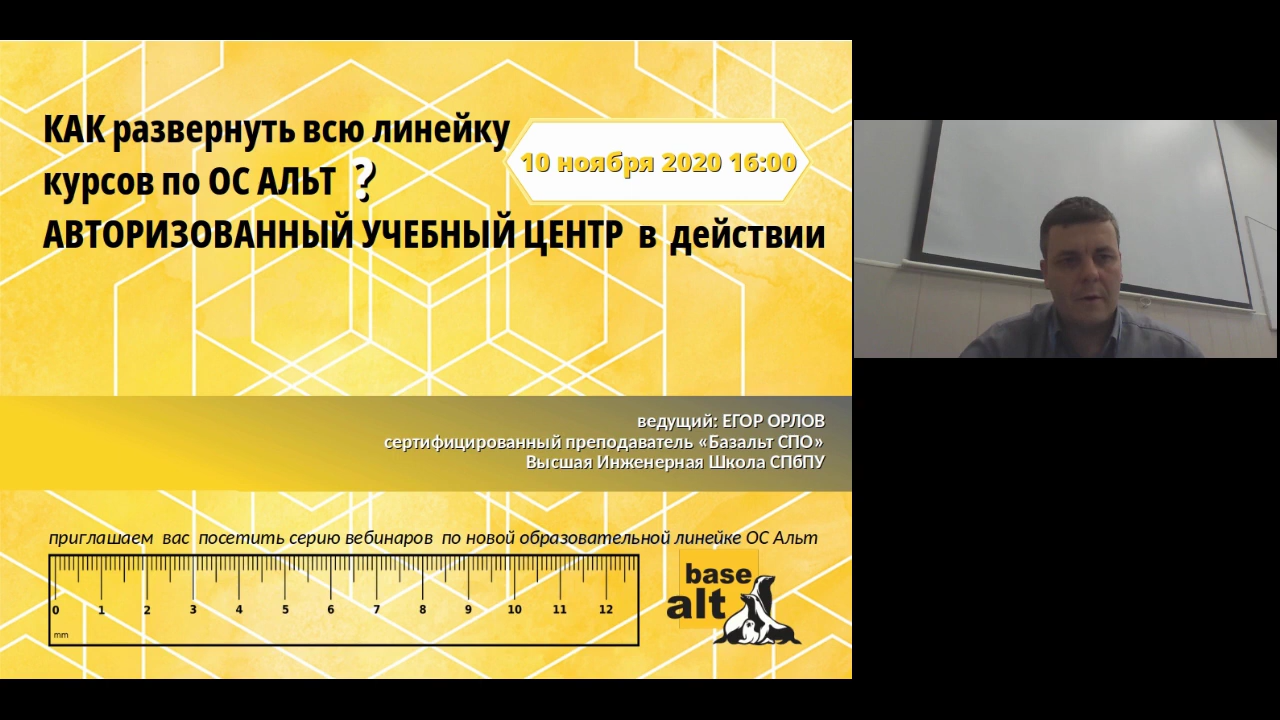 КАК развернуть всю линейку
курсов по ОС АЛЬТ ?
10 ноября 2020 16:00
АВТОРИЗОВАННЫЙ УЧЕБНЫЙ ЦЕНТР в действии
ведущий: ЕГОР ОРЛОВ
сертифицированный преподаватель «Базальт СПО»
Высшая Инженерная Школа СПбПУ
приглашаем вас посетить серию вебинаров по новой образовательной линейке ОС Альт
0 1 2 3 4 5 6 7 8 9 10 11 12
mm
base
alt